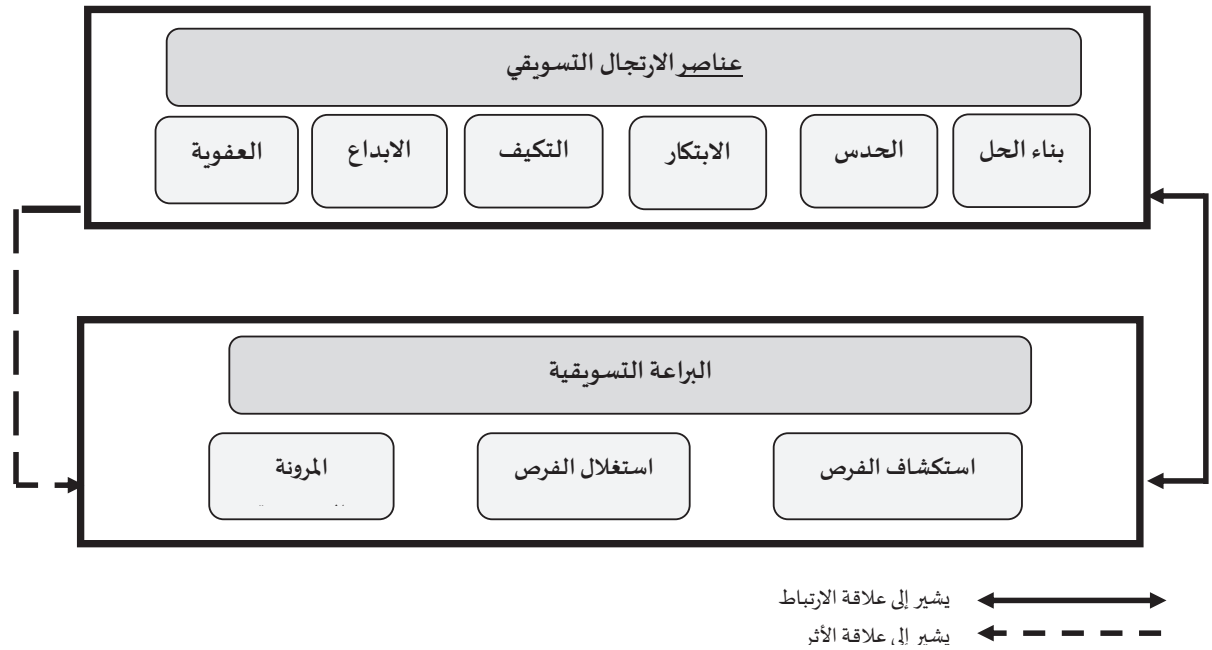 عناصر الارتجال التسويقي
بناء الحل
الحدس
الابتكار
التكيف
الابداع
العفوية
البراعة التسويقية
استكشاف الفرص
استغلال الفرص
المرونة
يشير إلى علاقة الارتباط
يشير إلى علاقة الأثر